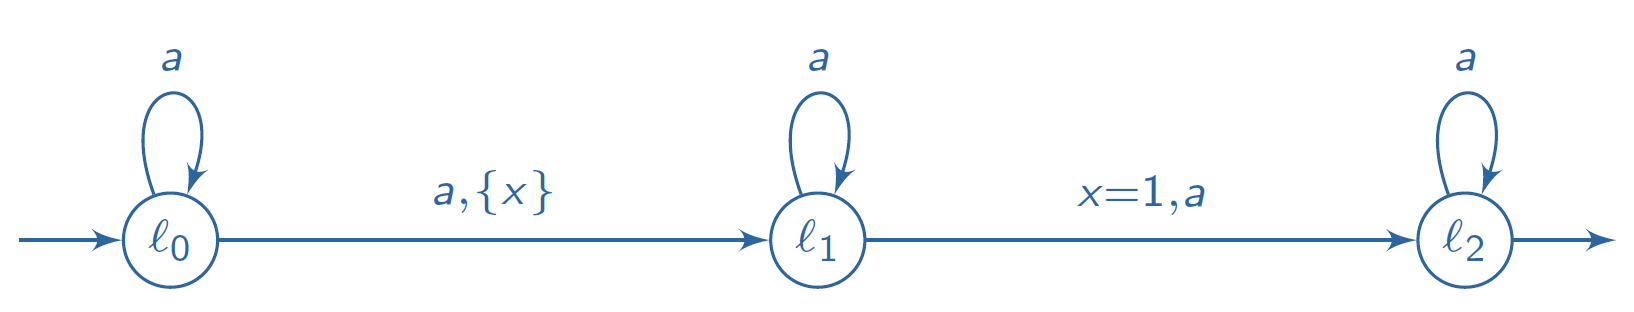 a a a
a,{x} x=1,a
ℓ0 ℓ1 ℓ2